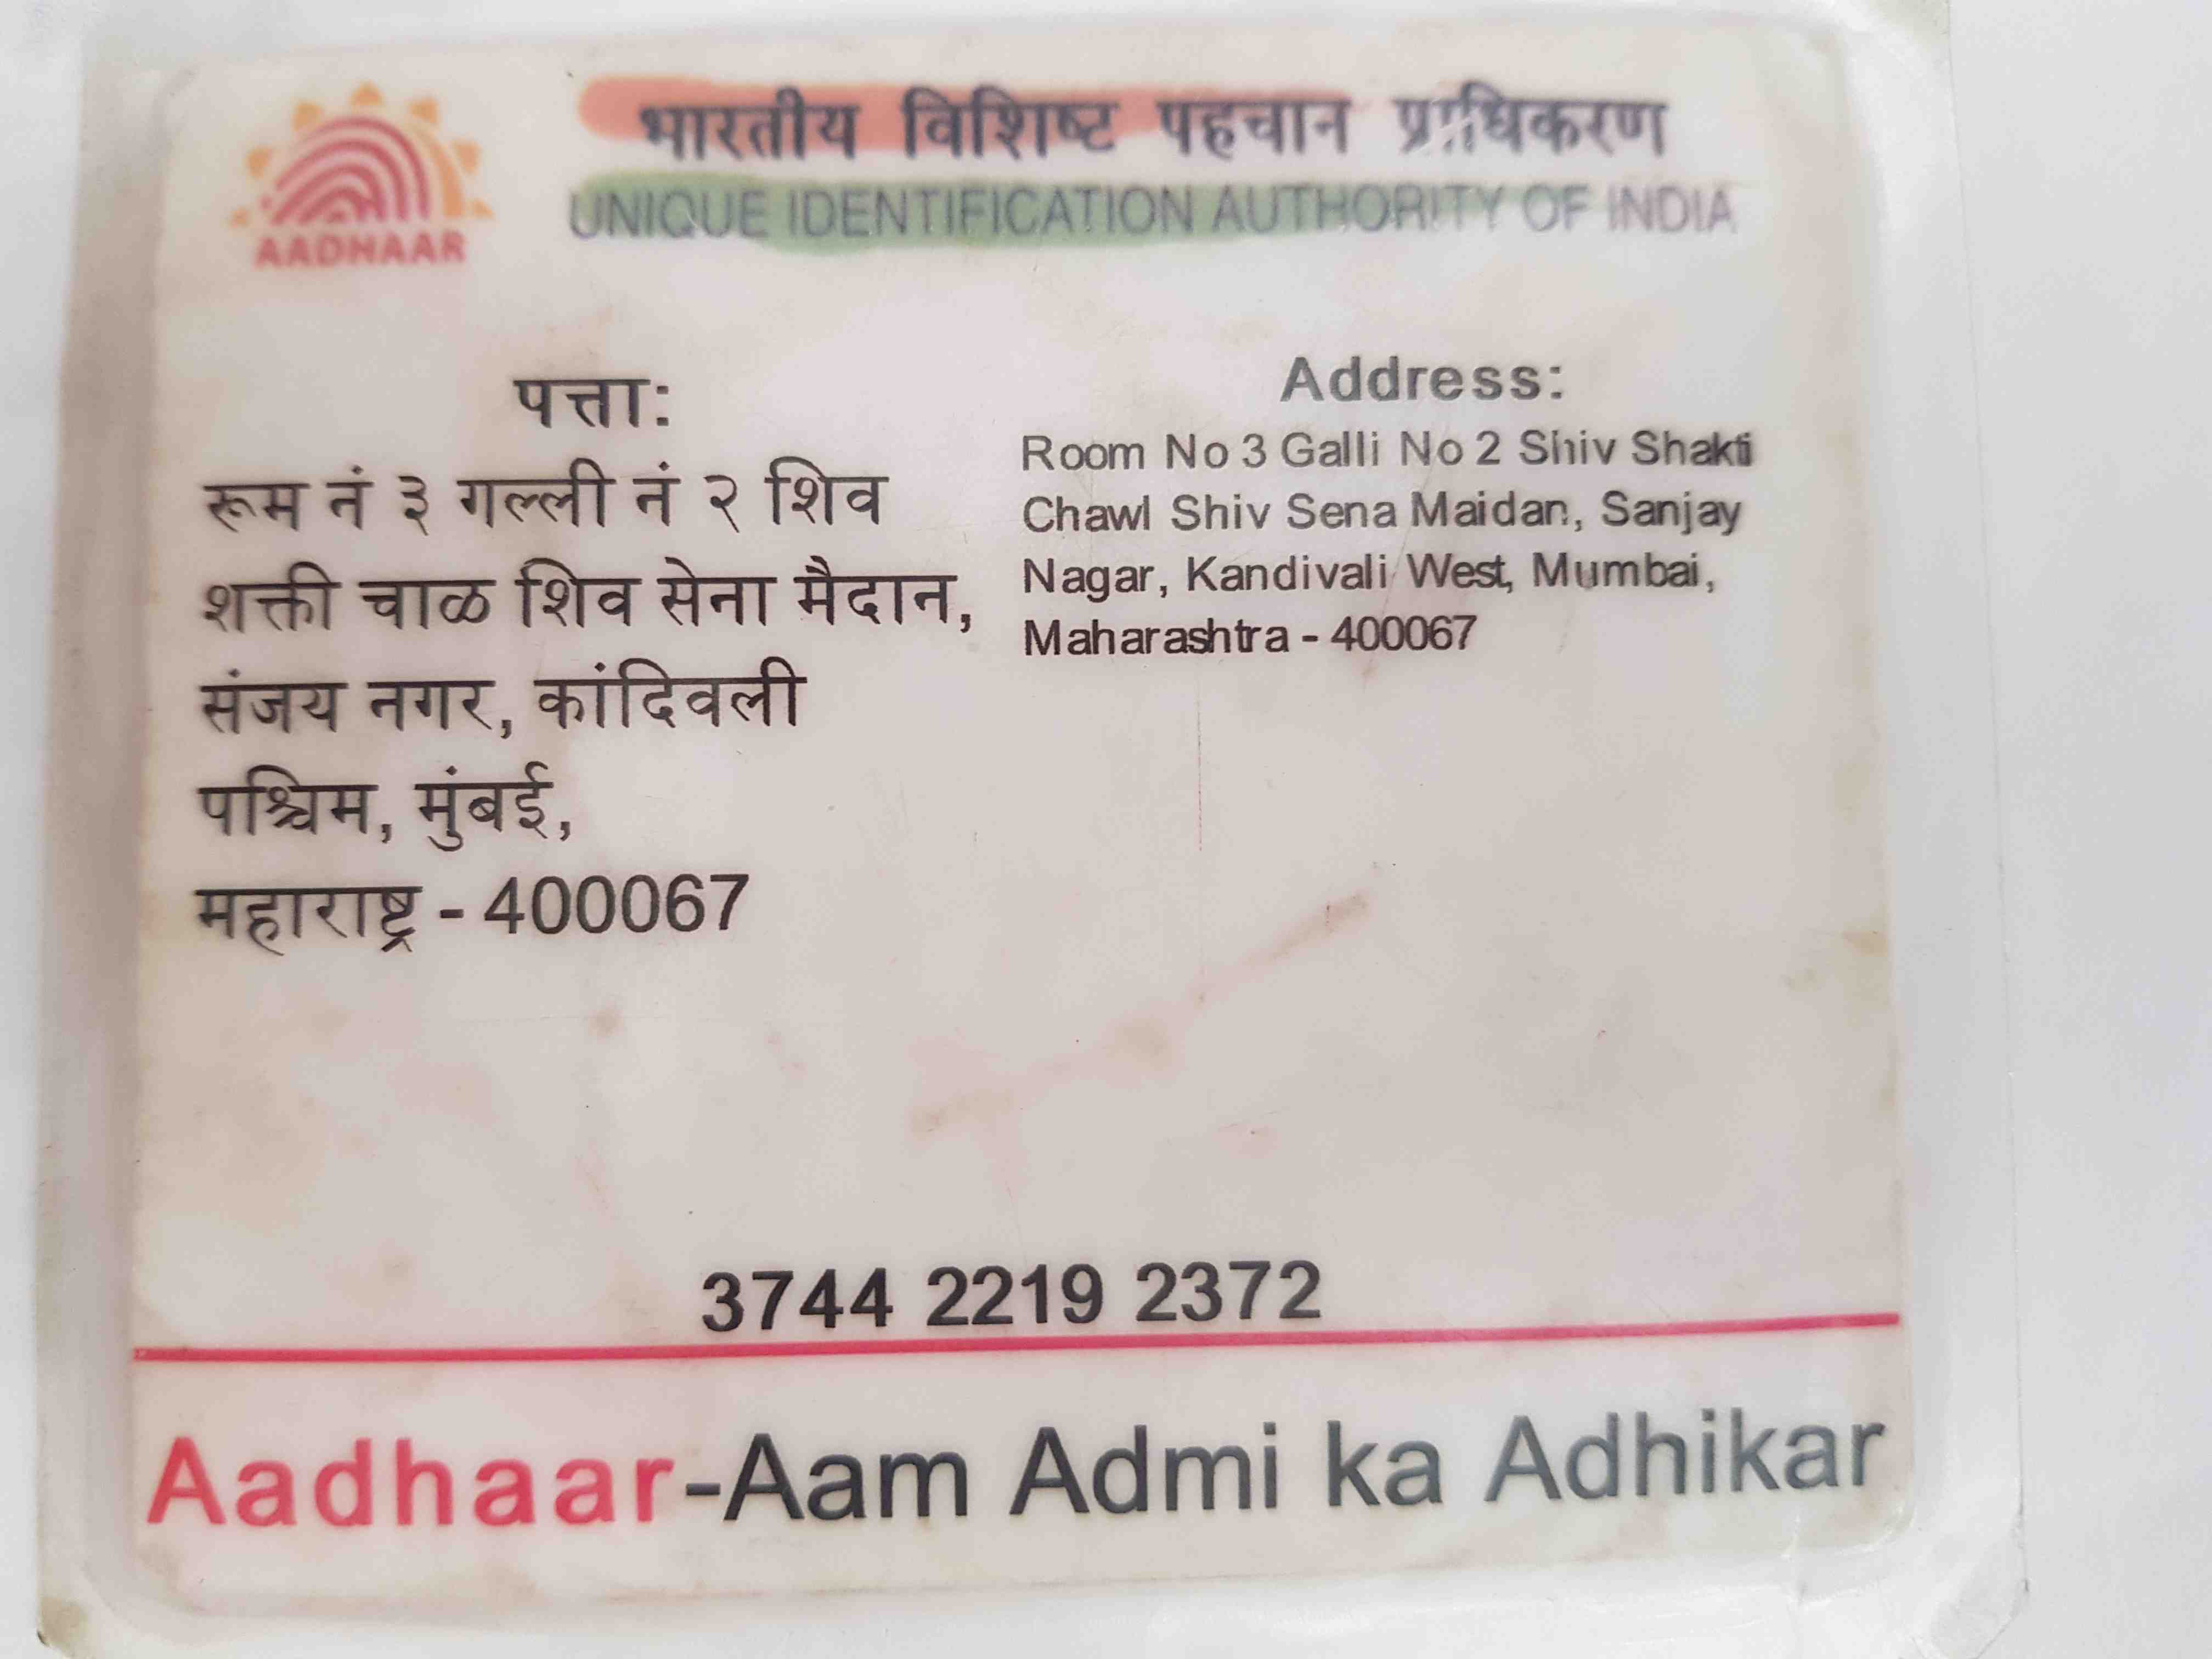 भारतीय विशिष्ट पहचान प्राधिकरण
UNIQUE IDENTIFICATION AUTHORITY OF INDIA
AADHAAR
पत्ता:
रूम नं ३ गल्ली नं २ शिव
शक्ती चाळ शिव सेना मैदान,
संजय नगर, कांदिवली
पश्चिम, मुंबई,
महाराष्ट्र - 400067
Address:
Room No 3 Galli No 2 Shiv Shakti
Chawl Shiv Sena Maidan, Sanjay
Nagar, Kandivali West, Mumbai,
Maharashtra - 400067
3744 2219 2372
Aadhaar-Aam Admi ka Adhikar